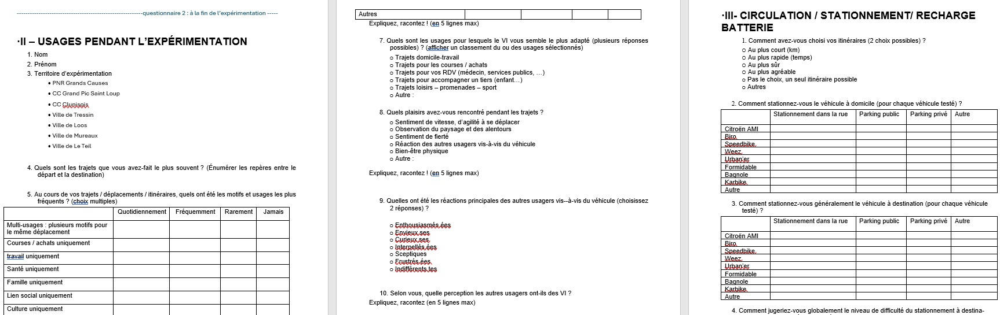 --------------------------------------------------------------questionnaire 2 : à la fin de l'expérimentation -----
·II – USAGES PENDANT L'EXPÉRIMENTATION
1. Nom
2. Prénom
3. Territoire d'expérimentation
• PNR Grands Causes
• CC Grand Pic Saint Loup
• CC Clunisois
• Ville de Tressin
• Ville de Loos
• Ville de Mureaux
• Ville de Le Teil
4. Quels sont les trajets que vous avez-fait le plus souvent ? (Énumérer les repères entre le
départ et la destination)
5. Au cours de vos trajets / déplacements / itinéraires, quels ont été les motifs et usages les plus
fréquents ? (choix multiples)
Quotidiennement Fréquemment Rarement Jamais
Multi-usages : plusieurs motifs pour
le même déplacement
Courses / achats uniquement
travail uniquement
Santé uniquement
Famille uniquement
Lien social uniquement
Culture uniquement
Autres
Expliquez, racontez ! (en 5 lignes max)
7. Quels sont les usages pour lesquels le VI vous semble le plus adapté (plusieurs réponses
possibles) ? (afficher un classement du ou des usages sélectionnés)
o Trajets domicile-travail
o Trajets pour les courses / achats
o Trajets pour vos RDV (médecin, services publics, …)
o Trajets pour accompagner un tiers (enfant…)
o Trajets loisirs – promenades – sport
o Autre :
8. Quels plaisirs avez-vous rencontré pendant les trajets ?
o Sentiment de vitesse, d'agilité à se déplacer
o Observation du paysage et des alentours
o Sentiment de fierté
o Réaction des autres usagers vis-à-vis du véhicule
o Bien-être physique
o Autre :
Expliquez, racontez ! (en 5 lignes max)
9. Quelles ont été les réactions principales des autres usagers vis--à-vis du véhicule (choisissez
2 réponses) ?
o Enthousiasmés.ées
o Envieux.ses
o Curieux.ses
o Interpellés.ées
o Sceptiques
o Frustrés.ées
o Indifférents.tes
10. Selon vous, quelle perception les autres usagers ont-ils des VI ?
Expliquez, racontez (en 5 lignes max)
·III- CIRCULATION / STATIONNEMENT/ RECHARGE
BATTERIE
1. Comment avez-vous choisi vos itinéraires (2 choix possibles) ?
o Au plus court (km)
o Au plus rapide (temps)
o Au plus sûr
o Au plus agréable
o Pas le choix, un seul itinéraire possible
o Autres
2. Comment stationnez-vous le véhicule à domicile (pour chaque véhicule testé) ?
Stationnement dans la rue Parking public Parking privé Autre
Citroën AMI
Biro
Speedbike
Weez
Urban'er
Formidable
Bagnole
Karbike
Autre
3. Comment stationnez-vous généralement le véhicule à destination (pour chaque véhicule
testé) ?
Stationnement dans la rue Parking public Parking privé Autre
Citroën AMI
Biro
Speedbike
Weez
Urban'er
Formidable
Bagnole
Karbike
Autre
4. Comment jugeriez-vous globalement le niveau de difficulté du stationnement à destina-